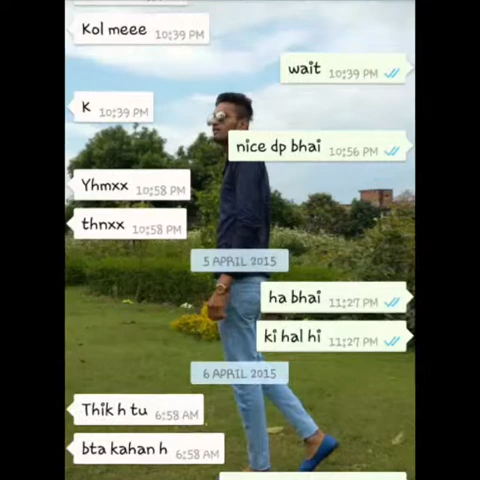 Kol meee 10:39 PM
wait 10:39 PM
K 10:39 PM
nice dp bhai 10:56 PM
Yhmxx 10:58 PM
thnxx 10:58 PM
5 APRIL 2015
ha bhai 11:27 PM
ki hal hi 11:27 PM
6 APRIL 2015
Thik h tu 6:58 AM
bta kahan h 6:58 AM